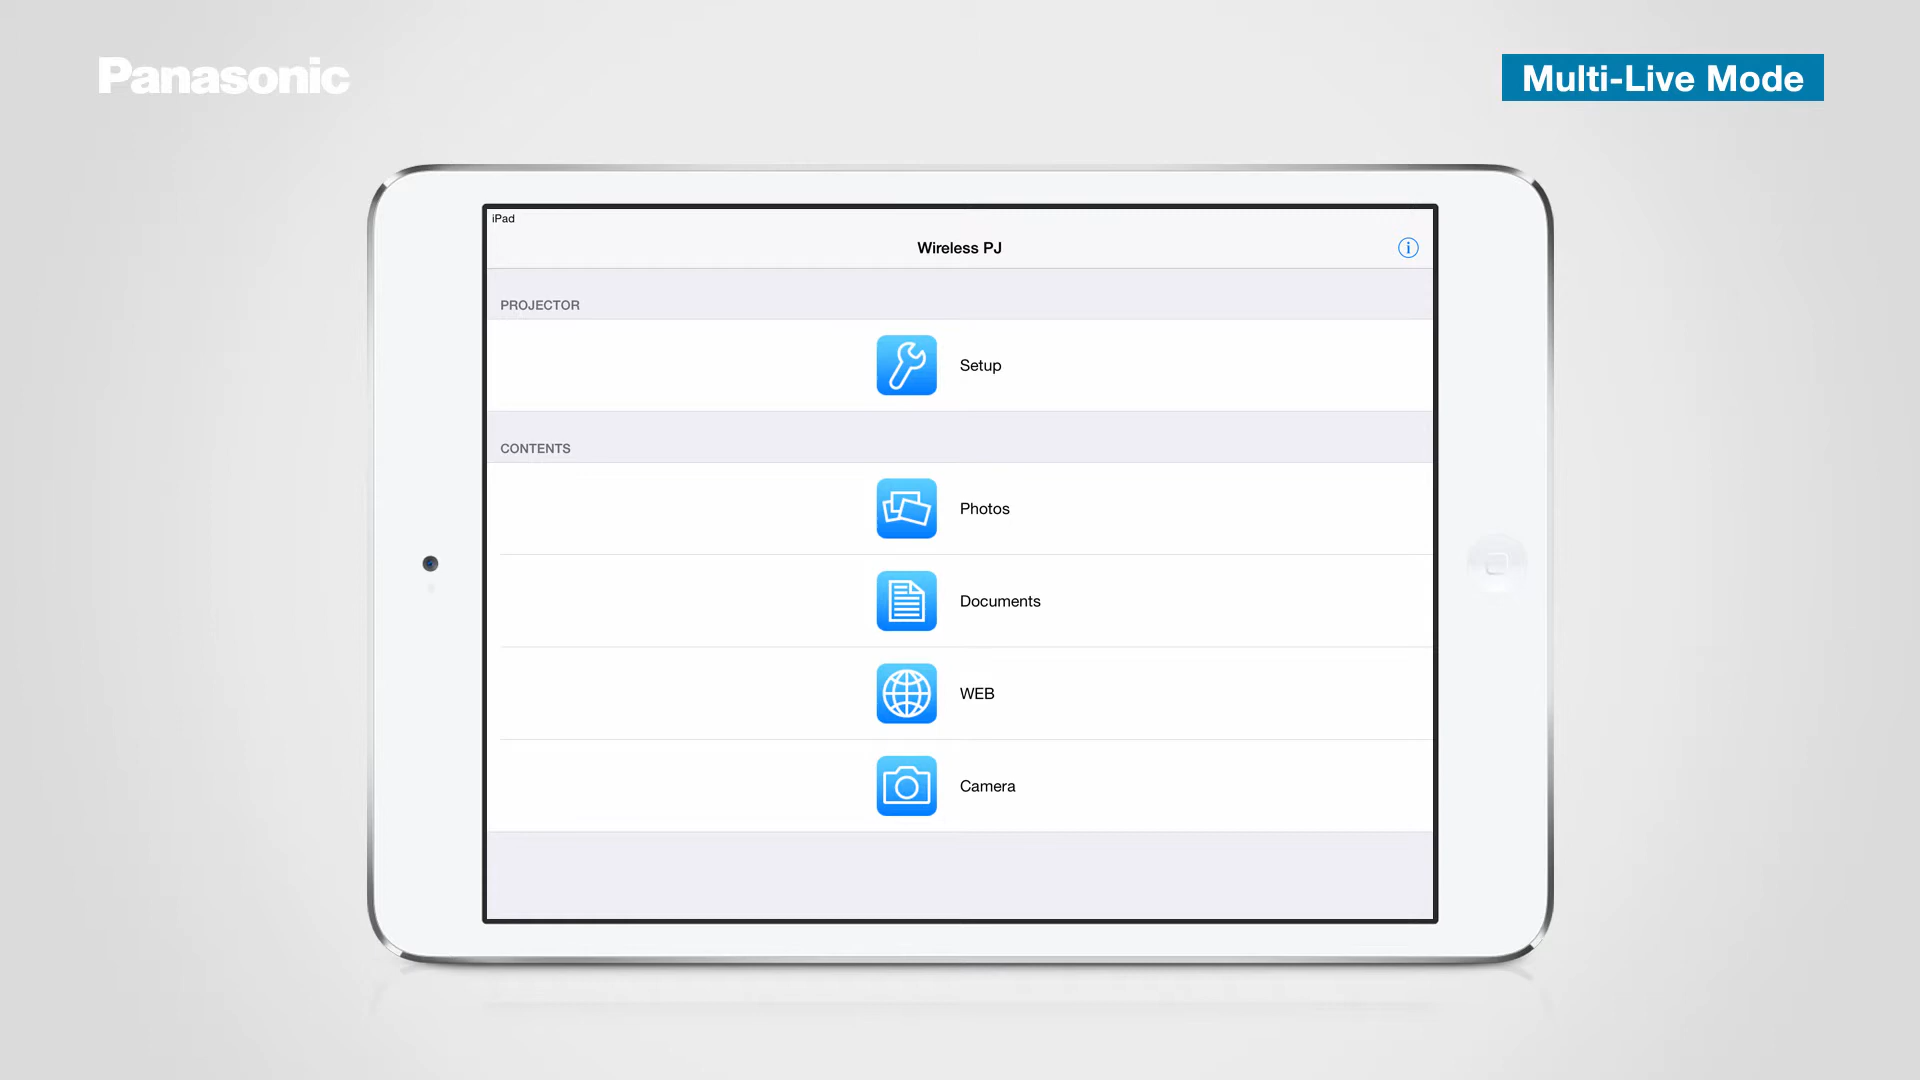 Panasonic
Multi-Live Mode
iPad
Wireless PJ
PROJECTOR
Setup
CONTENTS
Photos
Documents
WEB
Camera